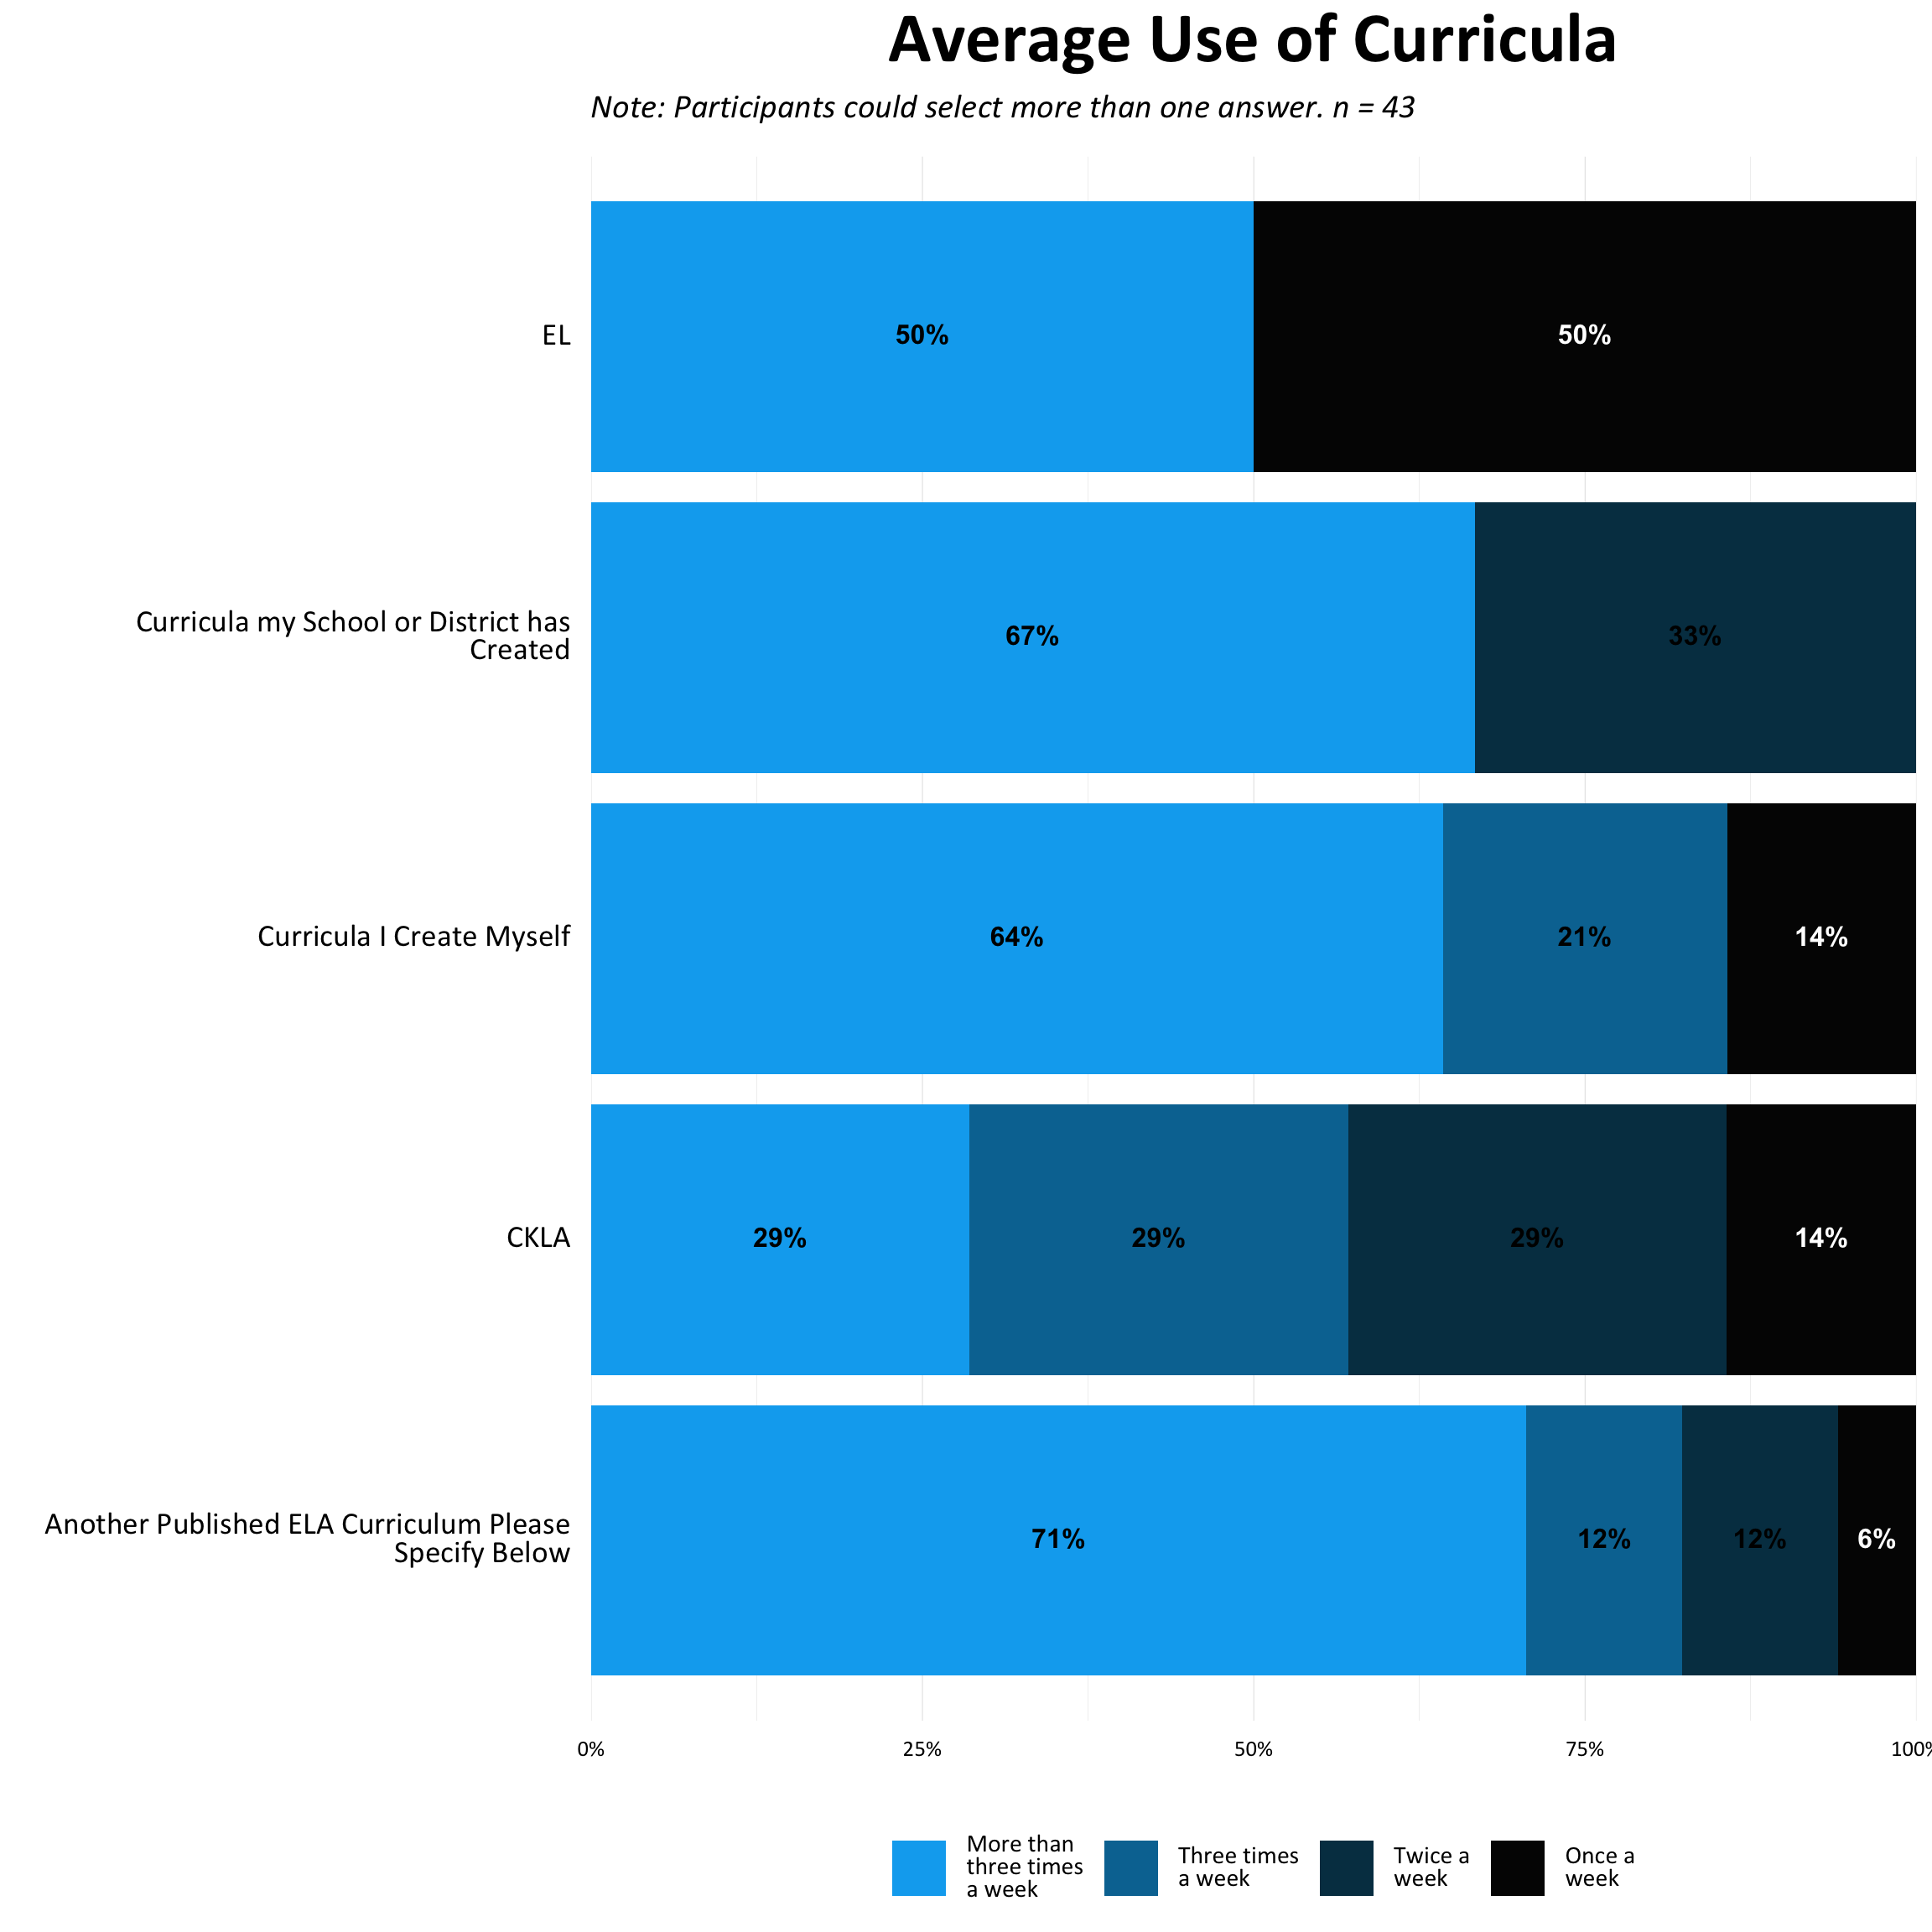 Average Use of Curricula
Note: Participants could select more than one answer. n = 43
EL
50%
50%
Curricula my School or District has
Created
67%
33%
Curricula I Create Myself
64%
21%
14%
CKLA
29%
29%
29%
14%
Another Published ELA Curriculum Please
Specify Below
71%
12%
12%
6%
0%
25%
50%
75%
100%
More than
three times
a week
Three times
a week
Twice a
week
Once a
week